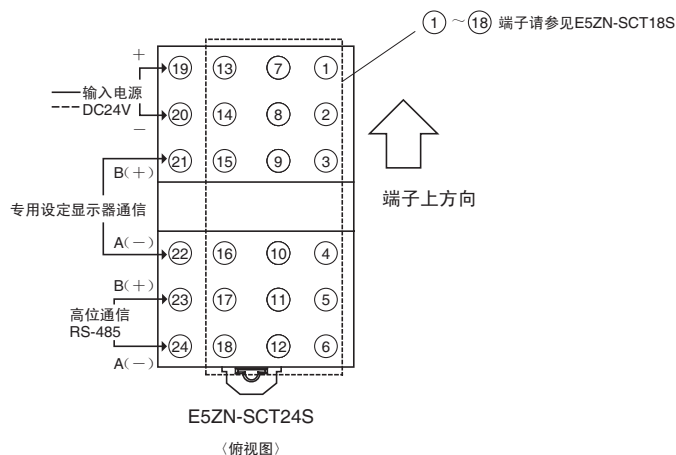 ① ～ ⑱ 端子请参见E5ZN-SCT18S
＋
⑲ ⑬ ⑦ ①
输入电源
DC24V
⑳ ⑭ ⑧ ②
－
㉑ ⑮ ⑨ ③
B(＋)
端子上方向
专用设定显示器通信
A(－)
㉒ ⑯ ⑩ ④
B(＋)
㉓ ⑰ ⑪ ⑤
高位通信
RS-485
㉔ ⑱ ⑫ ⑥
A(－)
E5ZN-SCT24S
〈俯视图〉